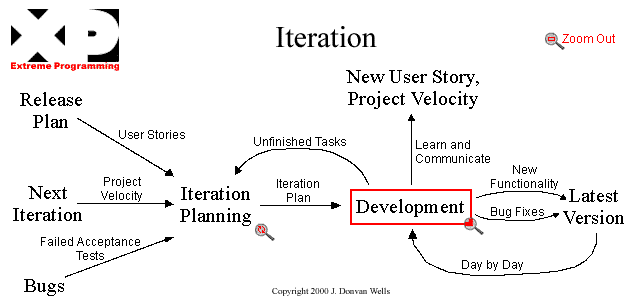 XP
Extreme Programming
Iteration
Zoom Out
New User Story,
Project Velocity
Release
Plan
User Stories
Unfinished Tasks
Learn and
Communicate
Next
Iteration
Project
Velocity
Iteration
Planning
Iteration
Plan
Development
New
Functionality
Bug Fixes
Latest
Version
Failed Acceptance
Tests
Bugs
Day by Day
Copyright 2000 J. Donvan Wells